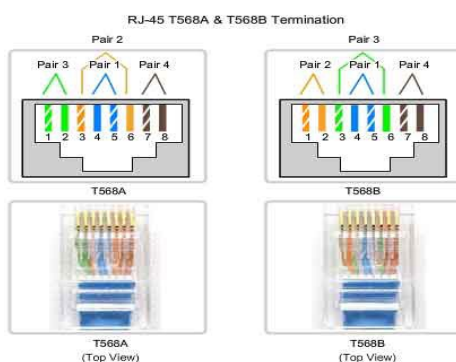 RJ-45 T568A & T568B Termination
Pair 2
Pair 3 Pair 1 Pair 4
1 2 3 4 5 6 7 8
T568A
T568A
(Top View)
Pair 3
Pair 2 Pair 1 Pair 4
1 2 3 4 5 6 7 8
T568B
T568B
(Top View)